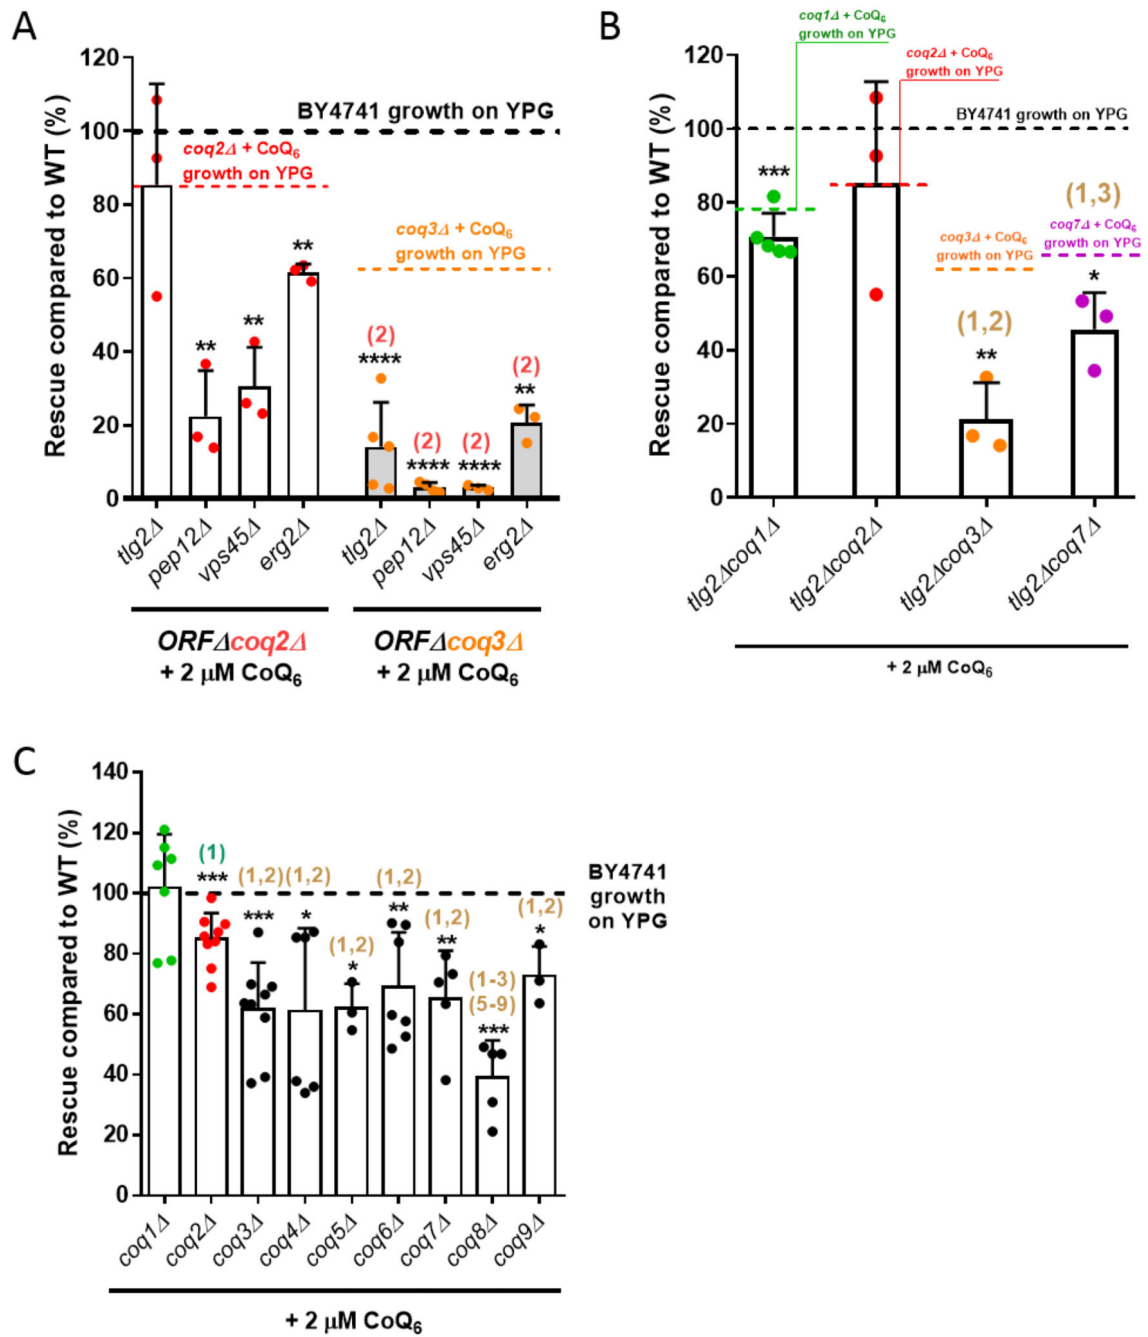 A
Rescue compared to WT (%)
120
100
80
60
40
20
0
BY4741 growth on YPG
coq2Δ + CoQ6
growth on YPG
coq3Δ + CoQ6
growth on YPG
**
**
**
(2)
****
(2)
****
(2)
****
(2)
**
tlg2Δ
pep12Δ
vps45Δ
erg2Δ
tlg2Δ
pep12Δ
vps45Δ
erg2Δ
ORFΔcoq2Δ
+ 2 μM CoQ6
ORFΔcoq3Δ
+ 2 μM CoQ6
B
Rescue compared to WT (%)
120
100
80
60
40
20
0
coq1Δ + CoQ6
growth on YPG
coq2Δ + CoQ6
growth on YPG
BY4741 growth on YPG
***
coq3Δ + CoQ6
growth on YPG
(1,2)
**
(1,3)
coq7Δ + CoQ6
growth on YPG
*
tlg2Δcoq1Δ
tlg2Δcoq2Δ
tlg2Δcoq3Δ
tlg2Δcoq7Δ
+ 2 μM CoQ6
C
Rescue compared to WT (%)
140
120
100
80
60
40
20
0
(1)
***
(1,2)
***
(1,2)
*
(1,2)
*
(1,2)
**
(1,2)
**
(1-3)
(5-9)
***
(1,2)
*
BY4741
growth
on YPG
coq1Δ
coq2Δ
coq3Δ
coq4Δ
coq5Δ
coq6Δ
coq7Δ
coq8Δ
coq9Δ
+ 2 μM CoQ6